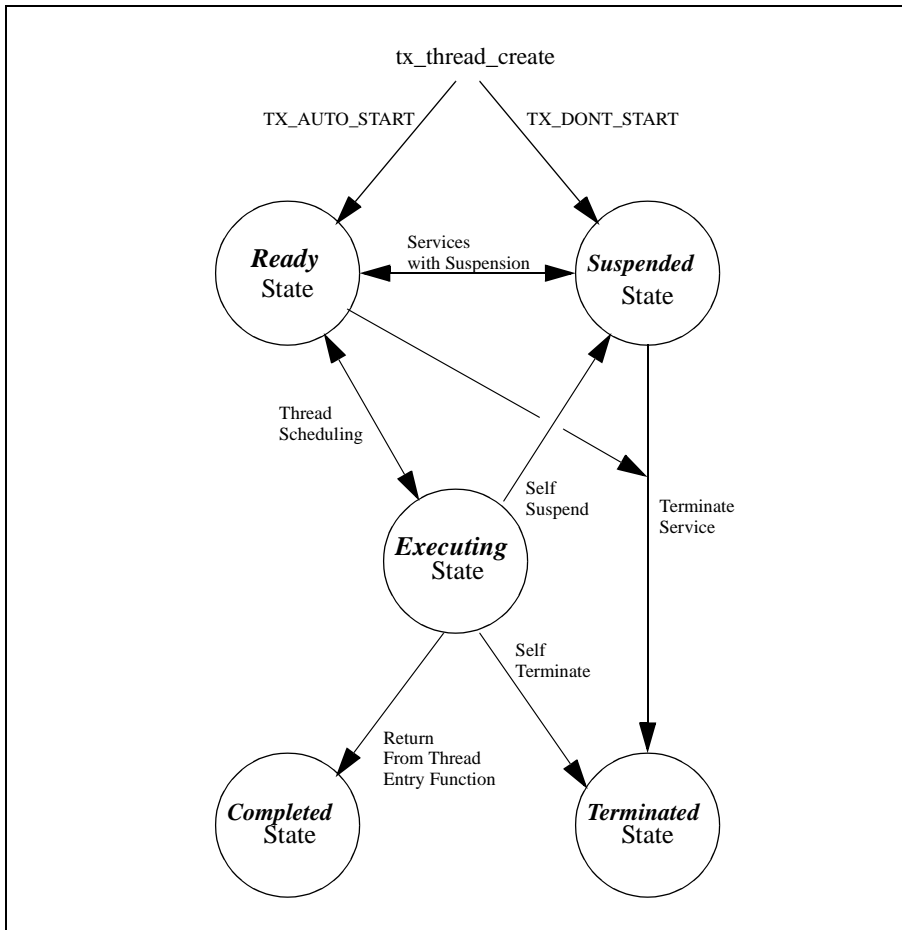 tx_thread_create
TX_AUTO_START
TX_DONT_START
Ready
State
Services
with Suspension
Suspended
State
Thread
Scheduling
Self
Suspend
Terminate
Service
Executing
State
Self
Terminate
Return
From Thread
Entry Function
Completed
State
Terminated
State